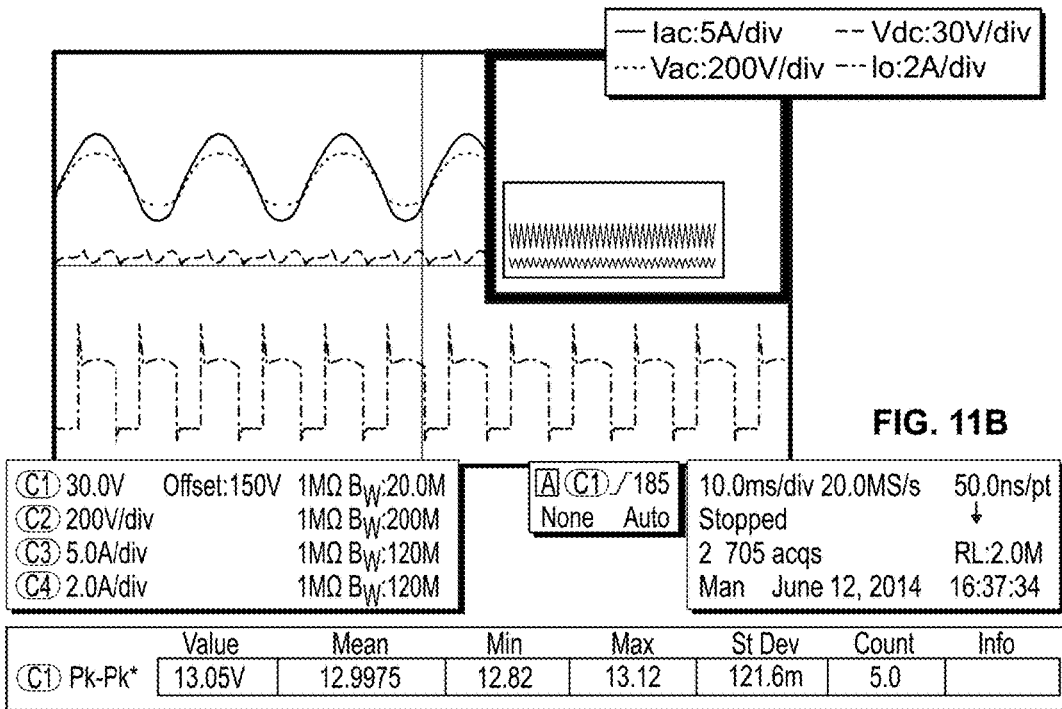 Iac:5A/div Vdc:30V/div
Vac:200V/div Io:2A/div
FIG. 11B
C1 30.0V Offset:150V 1MΩ BW:20.0M
C2 200V/div 1MΩ BW:200M
C3 5.0A/div 1MΩ BW:120M
C4 2.0A/div 1MΩ BW:120M
A C1 / 185
None Auto
10.0ms/div 20.0MS/s 50.0ns/pt
Stopped
2 705 acqs RL:2.0M
Man June 12, 2014 16:37:34
Value Mean Min Max St Dev Count Info
C1 Pk-Pk* 13.05V 12.9975 12.82 13.12 121.6m 5.0